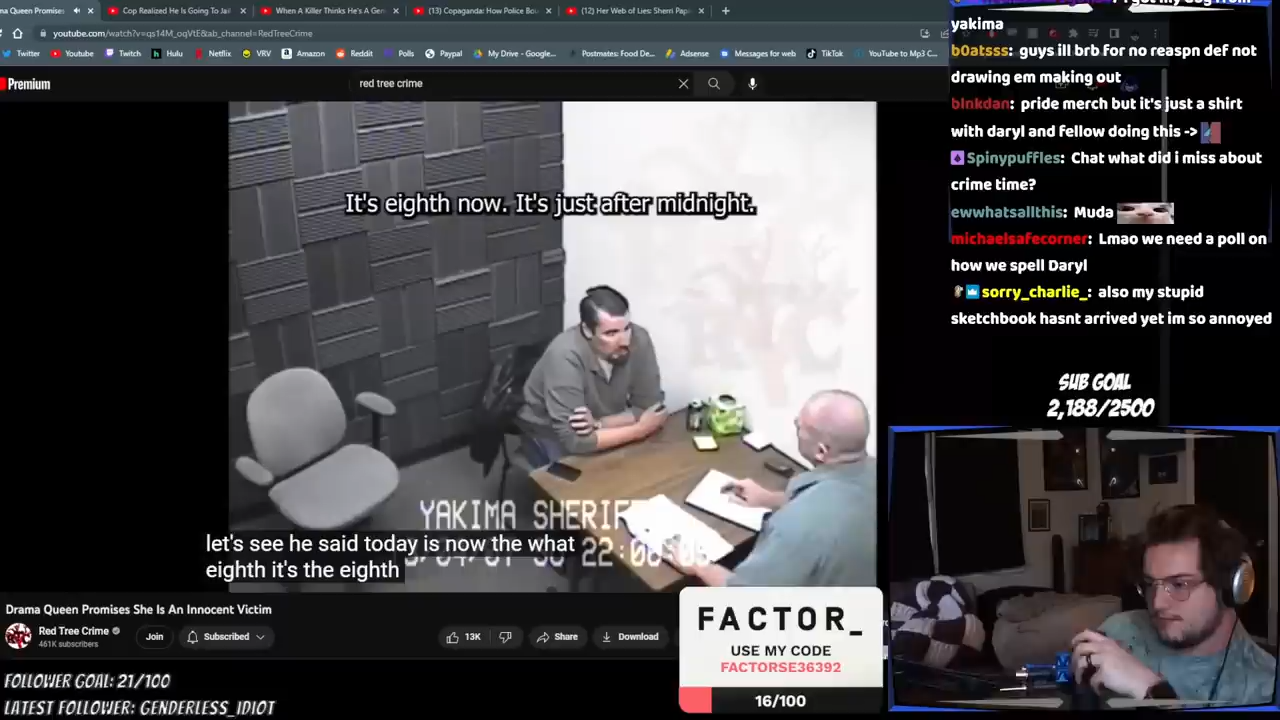 ma Queen Promises
Cop Realized He Is Going To Jail
When A Killer Thinks He's A Gen
(13) Copaganda: How Police Bou
(12) Her Web of Lies: Sherri Pap
youtube.com/watch?v=qs14M_oqVtE&ab_channel=RedTreeCrime
Twitter
Youtube
Twitch
Hulu
Netflix
VRV
Amazon
Reddit
Polls
Paypal
My Drive - Google...
Postmates: Food De...
Adsense
Messages for web
TikTok
YouTube to Mp3 C...
Premium
red tree crime
It's eighth now. It's just after midnight.
YAKIMA SHERIF
let's see he said today is now the what
eighth it's the eighth
Drama Queen Promises She Is An Innocent Victim
Red Tree Crime
461K subscribers
Join
Subscribed
13K
Share
Download
FOLLOWER GOAL: 21/100
LATEST FOLLOWER: GENDERLESS_IDIOT
FACTOR_
USE MY CODE
FACTORSE36392
16/100
yakima
b0atsss: guys ill brb for no reaspn def not
drawing em making out
blnkdan: pride merch but it's just a shirt
with daryl and fellow doing this ->
Spinypuffles: Chat what did i miss about
crime time?
ewwhatsallthis: Muda
michaelsafecorner: Lmao we need a poll on
how we spell Daryl
sorry_charlie_: also my stupid
sketchbook hasnt arrived yet im so annoyed
SUB GOAL
2,188/2500